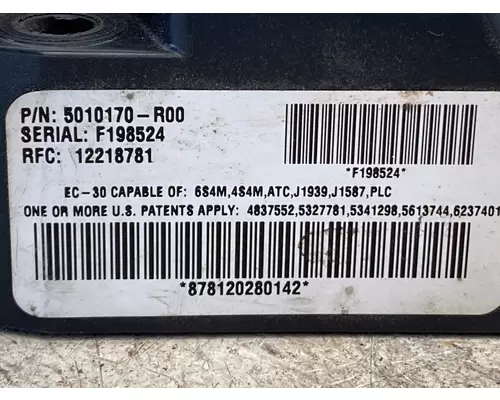 P/N: 5010170-R00
SERIAL: F198524
RFC: 12218781
*F198524*
EC-30 CAPABLE OF: 6S4M,4S4M,ATC,J1939,J1587,PLC
ONE OR MORE U.S. PATENTS APPLY: 4837552,5327781,5341298,5613744,6237401
*878120280142*